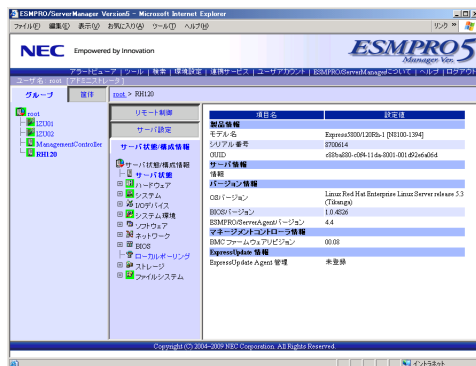 ESMPRO/ServerManager Version5 - Microsoft Internet Explorer
ファイル(F) 編集(E) 表示(V) お気に入り(A) ツール(T) ヘルプ(H)
リンク »
NEC Empowered by Innovation
ESMPRO 5
Manager Ver.
アラートビューア | ツール | 検索 | 環境設定 | 連携サービス | ユーザアカウント | ESMPRO/ServerManagerについて | ヘルプ | ログアウト
ユーザ名: root [アドミニストレータ]
グループ
筐体
root > RH120
root
IZU01
IZU02
ManagementController
RH120
リモート制御
サーバ設定
サーバ状態/構成情報
サーバ状態/構成情報
サーバ状態
ハードウェア
システム
I/Oデバイス
システム環境
ソフトウェア
ネットワーク
BIOS
ローカルポーリング
ストレージ
ファイルシステム
項目名 設定値
製品情報
モデル名 Express5800/120Rh-1 [N8100-1394]
シリアル番号 8700614
GUID
サーバ情報
情報
バージョン情報
OSバージョン Linux Red Hat Enterprise Linux Server release 5.3 (Tikanga)
BIOSバージョン 1.0.4S26
ESMPRO/ServerAgentバージョン 4.4
マネージメントコントローラ情報
BMCファームウェアリビジョン 00.08
ExpressUpdate 情報
ExpressUpdate Agent 管理 未登録
Copyright (C) 2004-2009 NEC Corporation. All Rights Reserved.
イントラネット